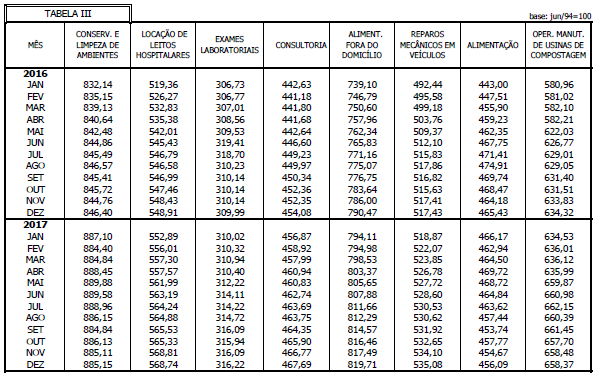 TABELA III
base: jun/94=100
MÊS CONSERV. E LIMPEZA DE AMBIENTES LOCAÇÃO DE LEITOS HOSPITALARES EXAMES LABORATORIAIS CONSULTORIA ALIMENT. FORA DO DOMICÍLIO REPAROS MECÂNICOS EM VEÍCULOS ALIMENTAÇÃO OPER. MANUT. DE USINAS DE COMPOSTAGEM
2016
JAN 832,14 519,36 306,73 442,63 739,10 492,44 443,00 580,96
FEV 835,15 526,27 306,77 441,18 746,79 495,58 447,51 581,02
MAR 839,13 532,83 307,01 441,80 750,60 499,18 455,90 582,10
ABR 840,64 535,38 308,56 441,68 757,96 503,76 459,23 582,21
MAI 842,48 542,01 309,53 442,64 762,34 509,37 462,35 622,03
JUN 844,86 545,43 319,41 446,60 765,83 512,10 467,75 626,77
JUL 845,49 546,79 318,70 449,23 771,16 515,83 471,41 629,01
AGO 846,57 546,58 310,23 449,97 775,07 517,86 474,91 629,05
SET 845,41 546,99 310,14 450,34 776,75 516,82 469,74 631,40
OUT 845,72 547,46 310,14 452,36 783,64 515,63 468,47 631,51
NOV 844,76 548,43 310,14 452,35 786,00 517,41 464,18 633,83
DEZ 846,40 548,91 309,99 454,08 790,47 517,43 465,43 634,32
2017
JAN 887,10 552,89 310,02 456,87 794,11 518,87 466,17 634,53
FEV 884,40 556,01 310,32 458,92 794,98 522,07 462,94 636,01
MAR 884,84 557,30 310,94 457,99 798,53 523,85 464,50 636,12
ABR 888,45 557,57 310,40 460,94 803,37 526,78 469,72 635,99
MAI 889,88 561,99 312,22 460,83 805,65 527,72 468,72 659,87
JUN 889,58 563,19 314,11 462,74 807,88 528,60 464,84 660,98
JUL 888,96 564,24 314,22 463,69 811,66 530,53 463,62 662,15
AGO 886,15 564,88 314,72 463,75 812,29 530,62 457,44 660,39
SET 884,84 565,53 316,09 464,35 814,57 531,92 453,74 661,45
OUT 886,13 565,33 315,94 465,90 816,46 532,65 457,77 657,70
NOV 885,11 568,81 316,09 466,77 817,49 534,10 454,67 658,48
DEZ 885,15 568,74 316,22 467,69 819,71 535,08 456,09 658,37